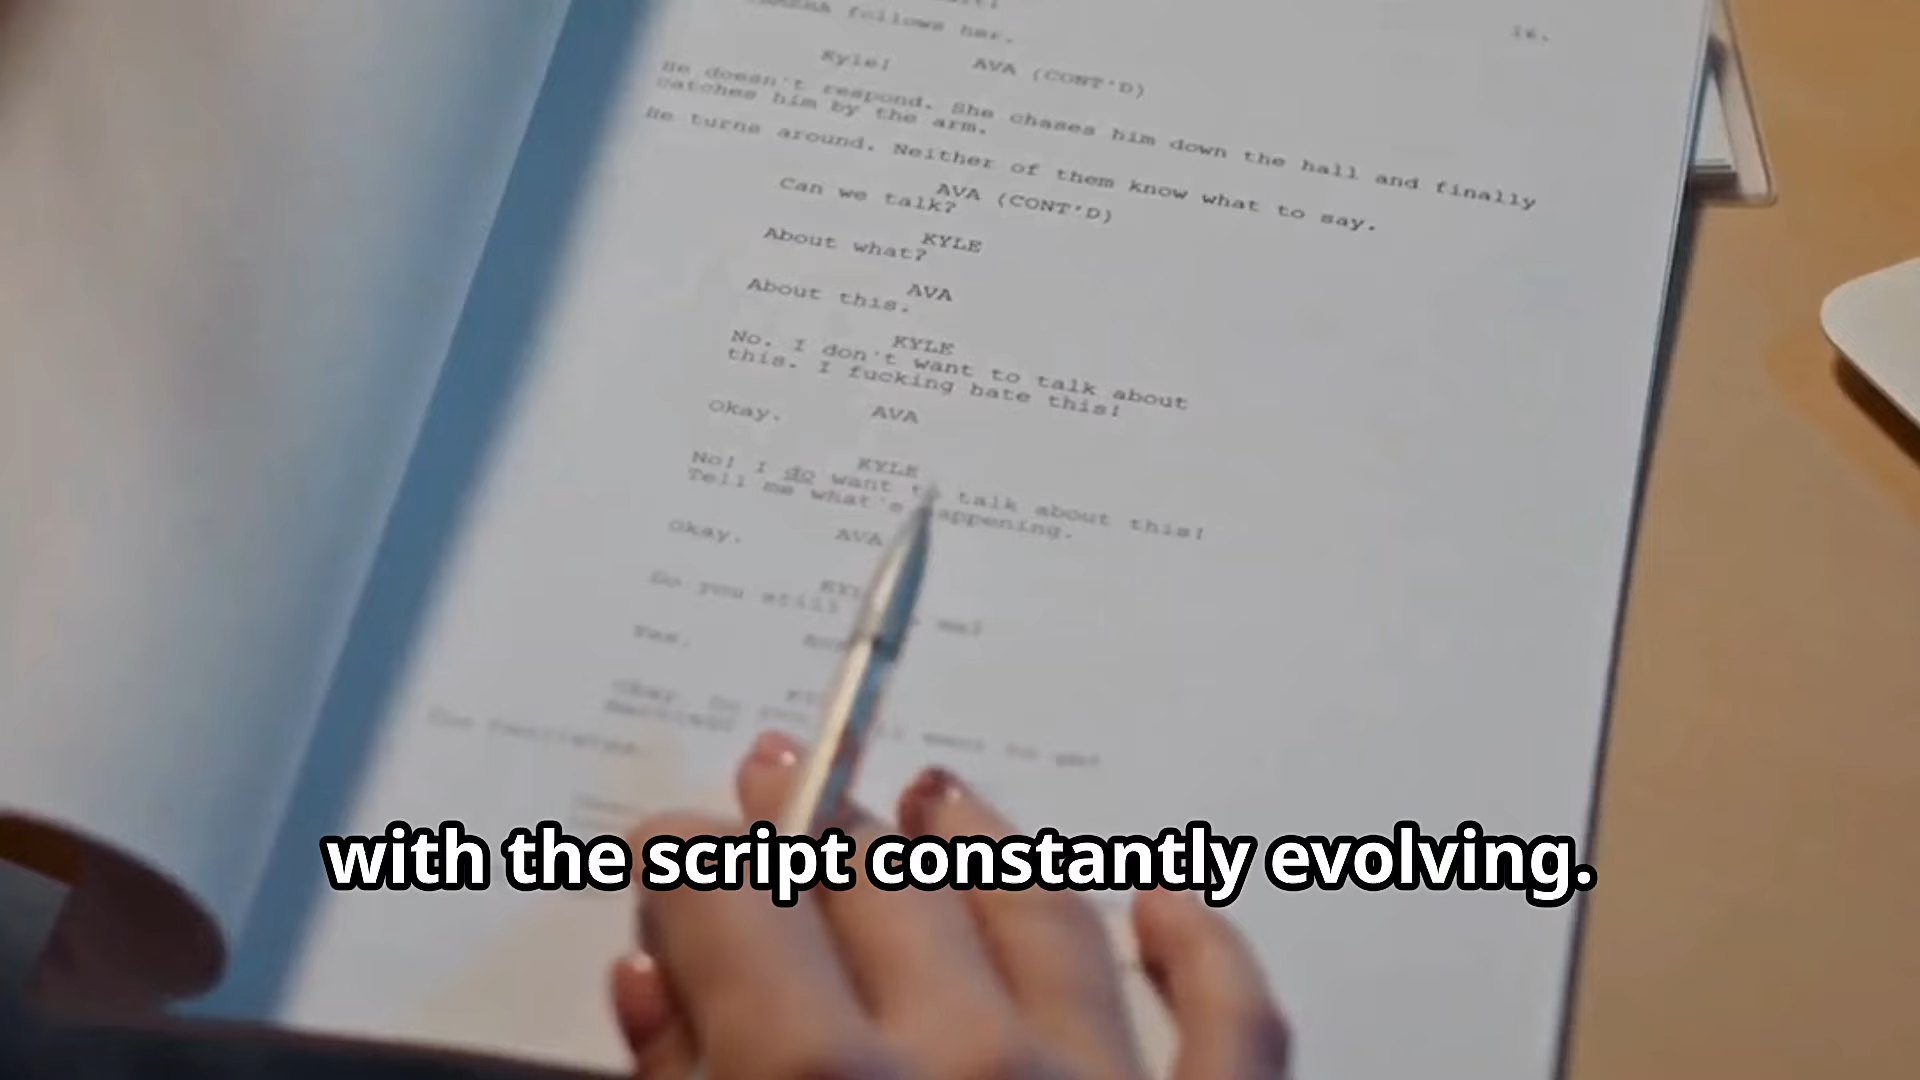 follows her.
16.
AVA (CONT'D)
Kyle!
He doesn't respond. She chases him down the hall and finally
catches him by the arm.
He turns around. Neither of them know what to say.
AVA (CONT'D)
Can we talk?
KYLE
About what?
AVA
About this.
KYLE
No. I don't want to talk about
this. I fucking hate this!
AVA
Okay.
KYLE
No! I do want to talk about this!
Tell me what's happening.
AVA
Okay.
KYLE
Do you still me?
Yes.
with the script constantly evolving.